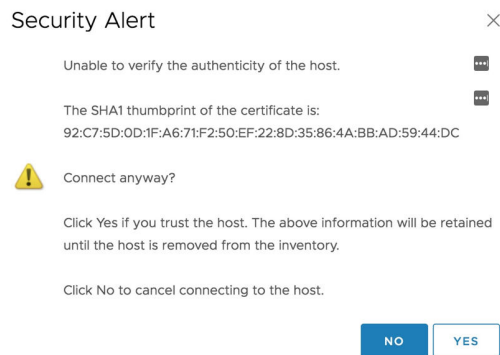 Security Alert
Unable to verify the authenticity of the host.
The SHA1 thumbprint of the certificate is:
92:C7:5D:0D:1F:A6:71:F2:50:EF:22:8D:35:86:4A:BB:AD:59:44:DC
Connect anyway?
Click Yes if you trust the host. The above information will be retained
until the host is removed from the inventory.
Click No to cancel connecting to the host.
NO YES